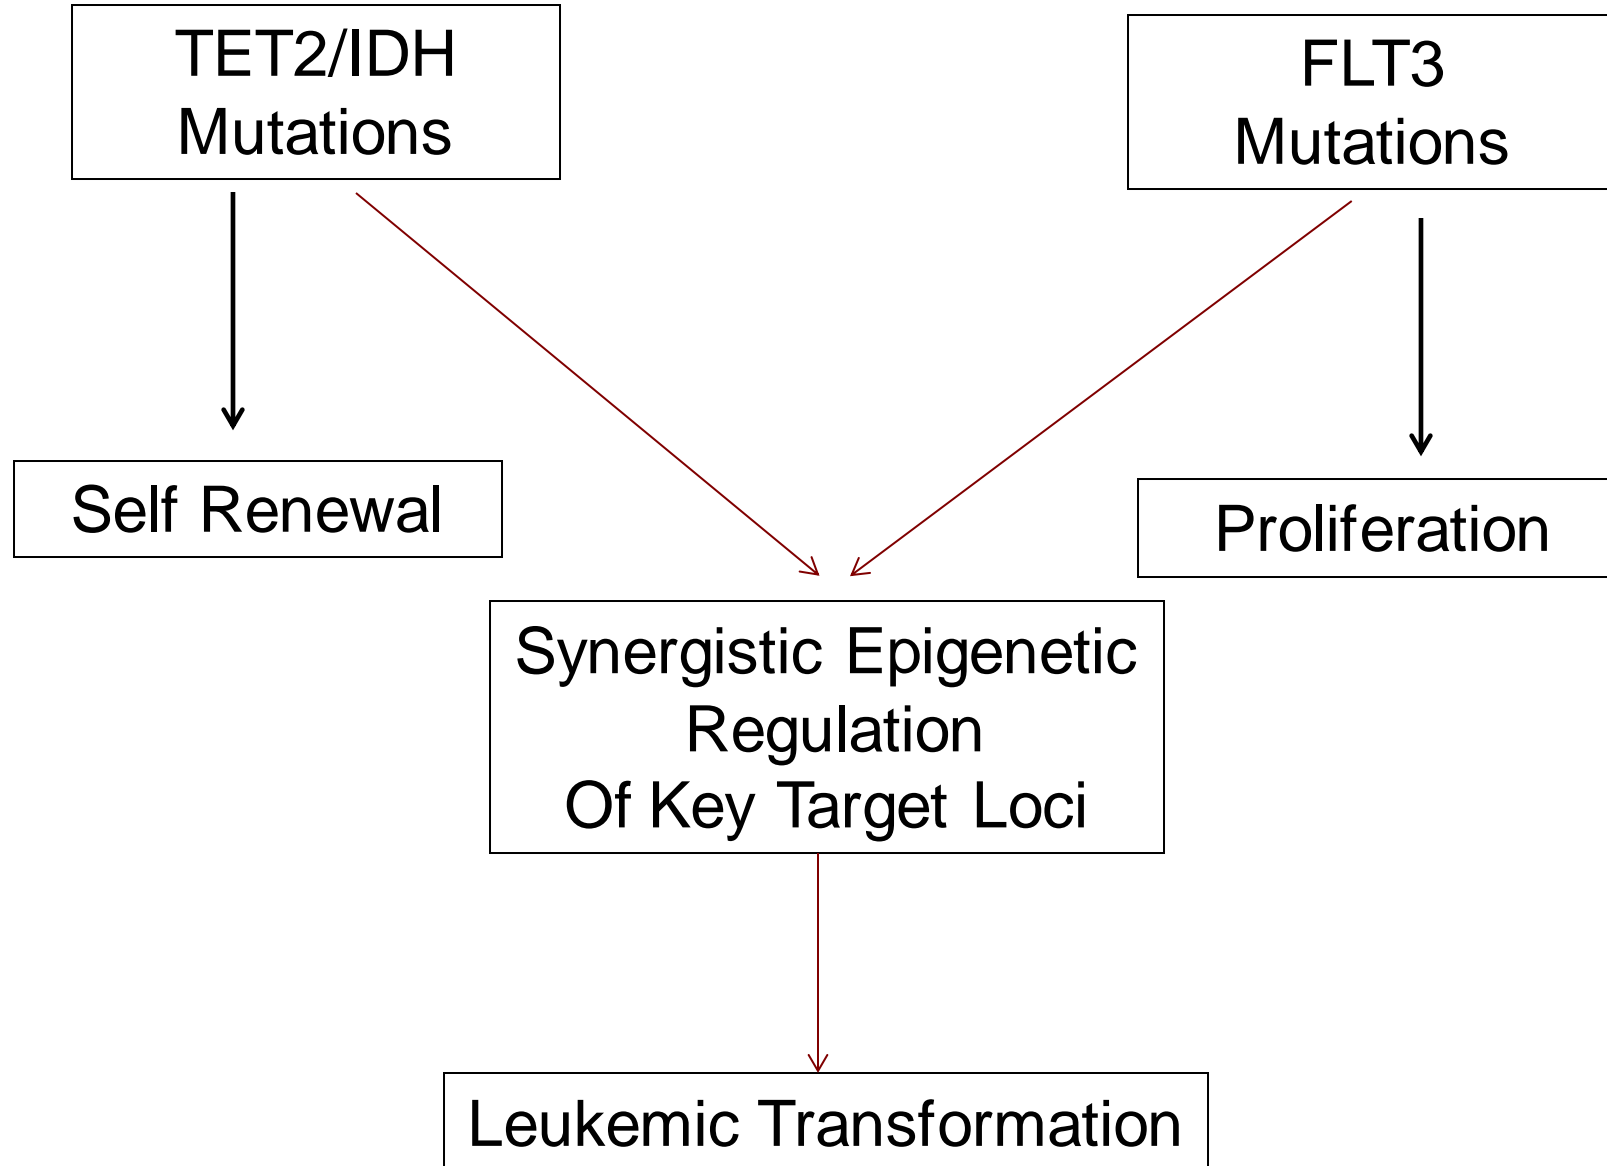 TET2/IDH
Mutations
FLT3
Mutations
Self Renewal
Proliferation
Synergistic Epigenetic
Regulation
Of Key Target Loci
Leukemic Transformation